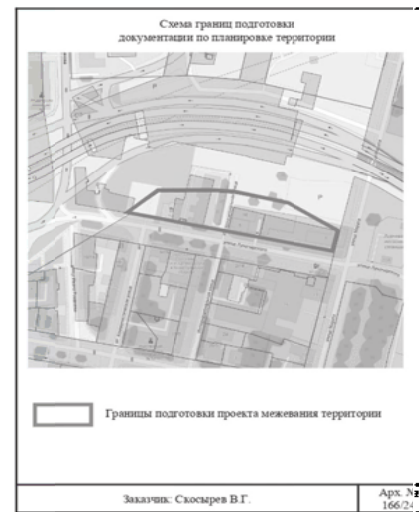 Схема границ подготовки
документации по планировке территории
Границы подготовки проекта межевания территории
Заказчик: Скосырев В.Г.
Арх. №
166/24